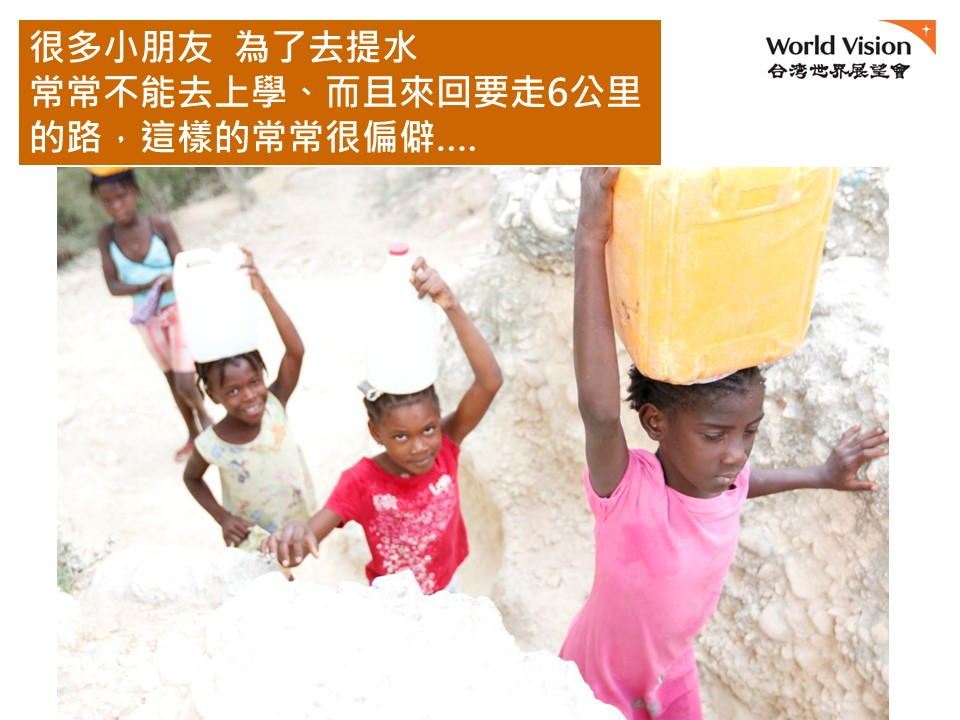 很多小朋友 為了去提水
常常不能去上學、而且來回要走6公里
的路，這樣的常常很偏僻....
World Vision
台灣世界展望會